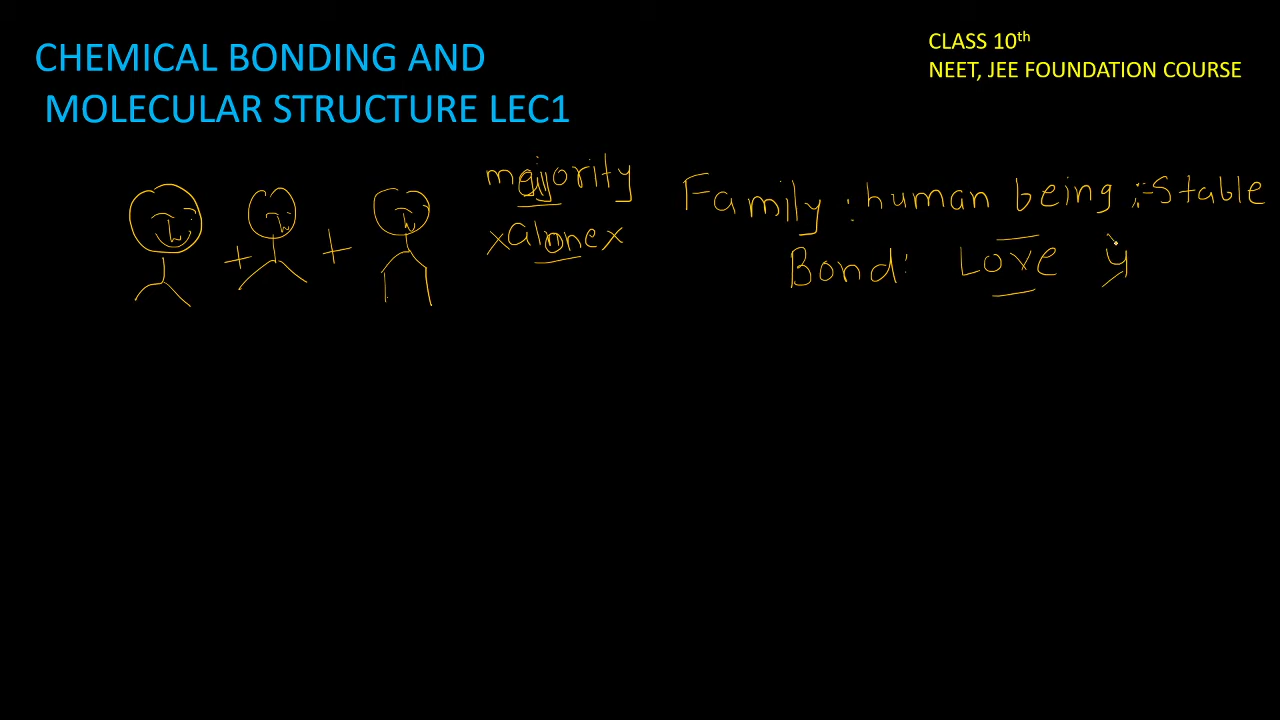 CHEMICAL BONDING AND
MOLECULAR STRUCTURE LEC1
CLASS 10th
NEET, JEE FOUNDATION COURSE
majority
xalonex
Family : human being ;-Stable
Bond: Love